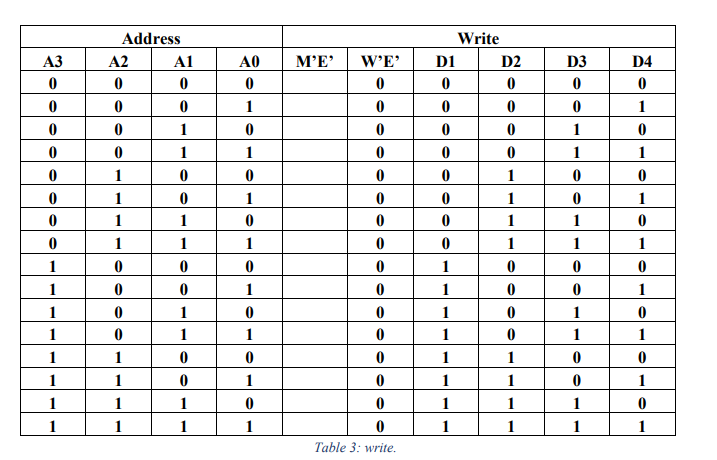 Address Write
A3 A2 A1 A0 M’E’ W’E’ D1 D2 D3 D4
0 0 0 0 0 0 0 0 0
0 0 0 1 0 0 0 0 1
0 0 1 0 0 0 0 1 0
0 0 1 1 0 0 0 1 1
0 1 0 0 0 0 1 0 0
0 1 0 1 0 0 1 0 1
0 1 1 0 0 0 1 1 0
0 1 1 1 0 0 1 1 1
1 0 0 0 0 1 0 0 0
1 0 0 1 0 1 0 0 1
1 0 1 0 0 1 0 1 0
1 0 1 1 0 1 0 1 1
1 1 0 0 0 1 1 0 0
1 1 0 1 0 1 1 0 1
1 1 1 0 0 1 1 1 0
1 1 1 1 0 1 1 1 1
Table 3: write.